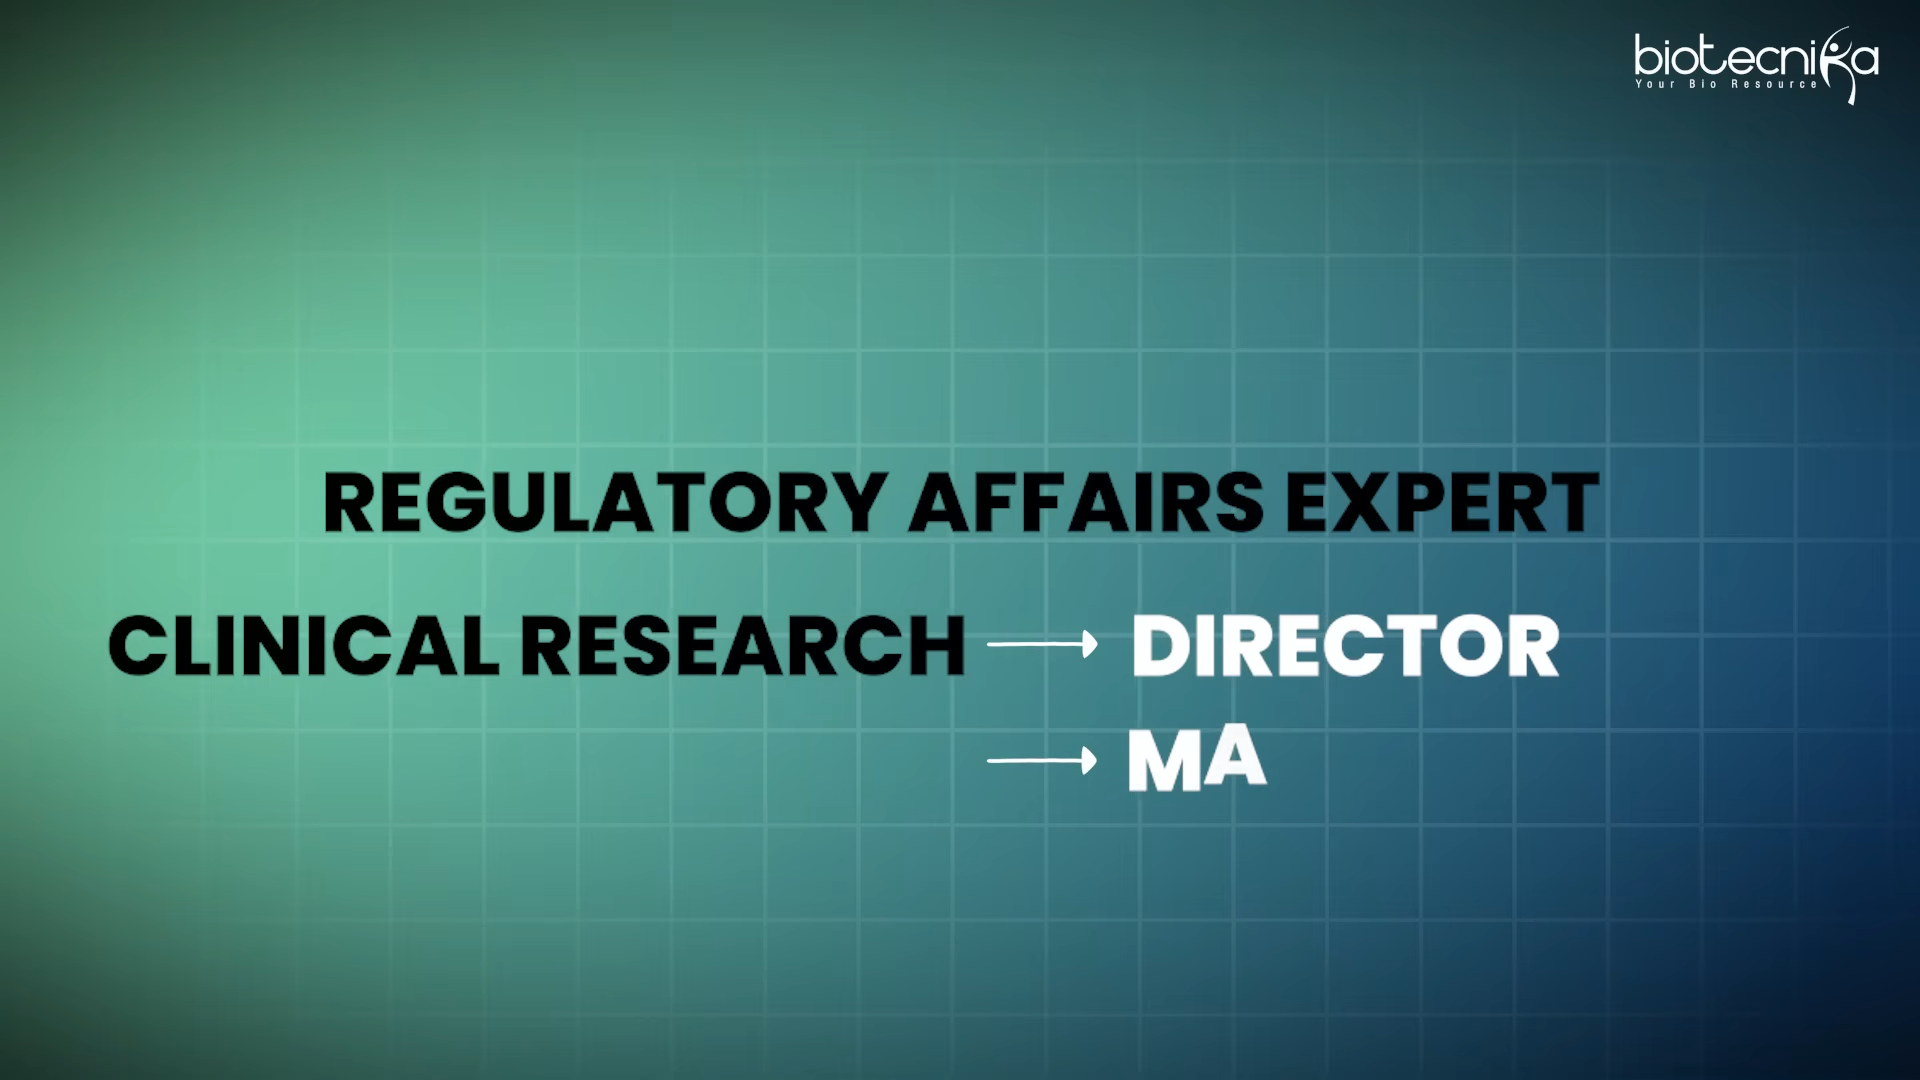 biotecnika
Your Bio Resource
REGULATORY AFFAIRS EXPERT
CLINICAL RESEARCH → DIRECTOR
→ MA